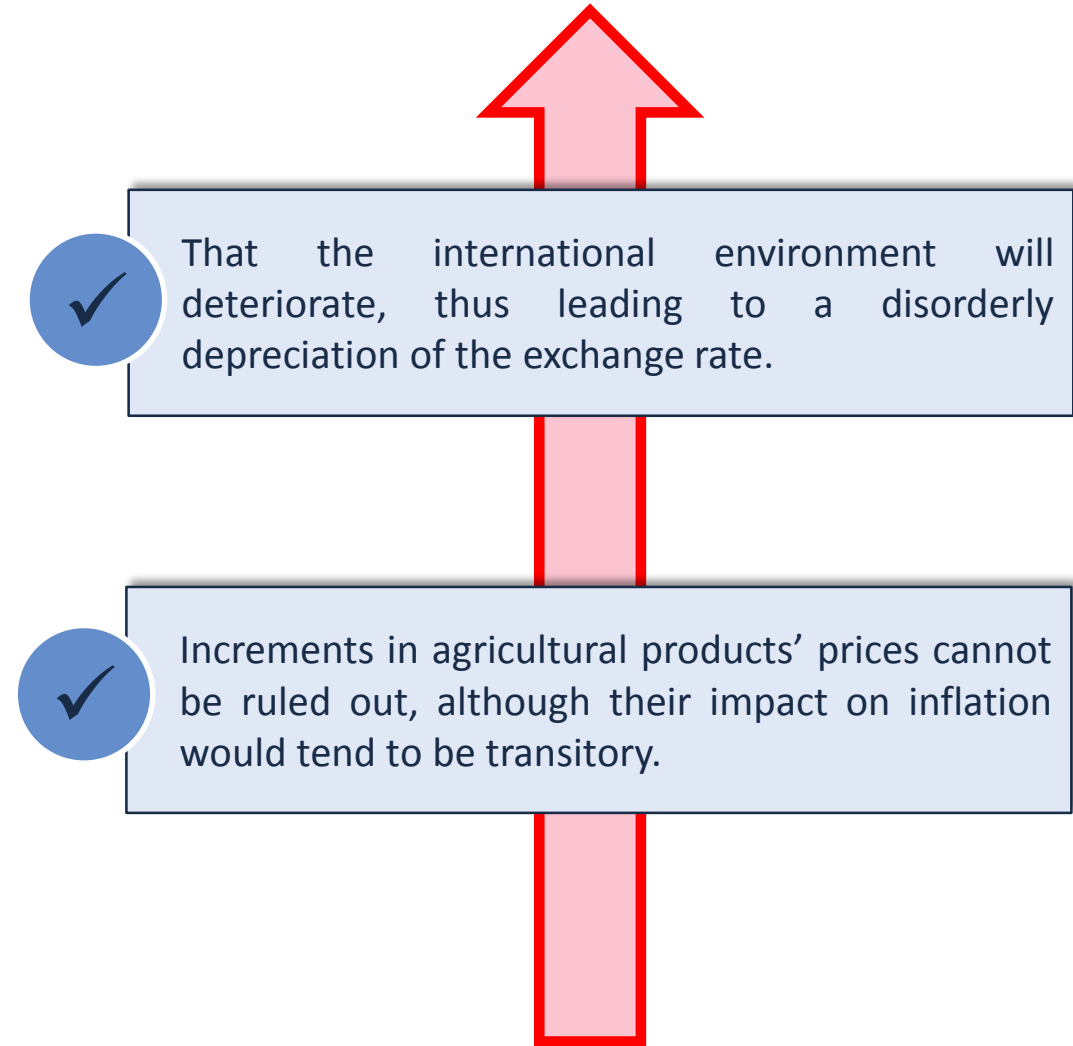 That the international environment will
deteriorate, thus leading to a disorderly
depreciation of the exchange rate.
Increments in agricultural products’ prices cannot
be ruled out, although their impact on inflation
would tend to be transitory.